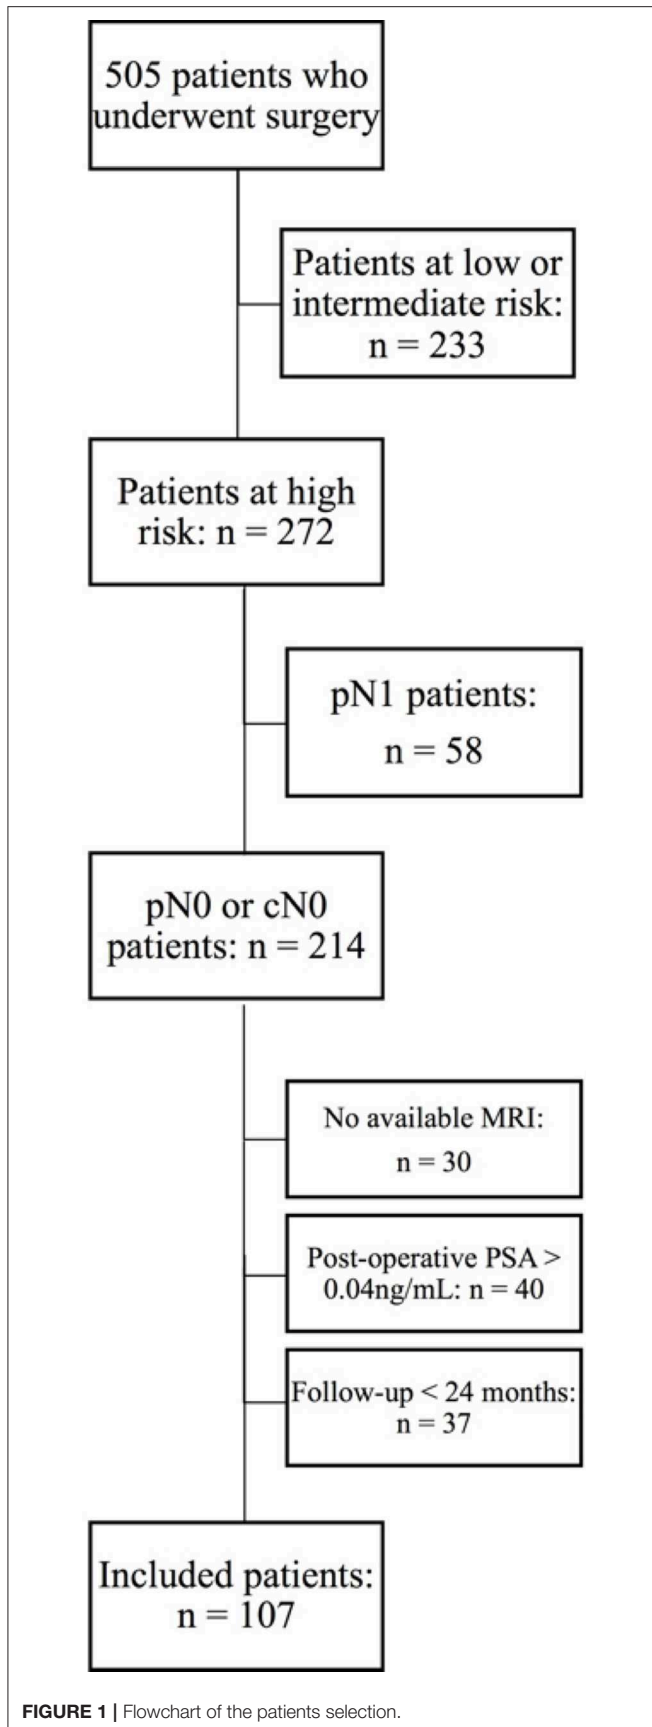 505 patients who
underwent surgery
Patients at low or
intermediate risk:
n = 233
Patients at high
risk: n = 272
pN1 patients:
n = 58
pN0 or cN0
patients: n = 214
No available MRI:
n = 30
Post-operative PSA >
0.04ng/mL: n = 40
Follow-up < 24 months:
n = 37
Included patients:
n = 107
FIGURE 1 | Flowchart of the patients selection.